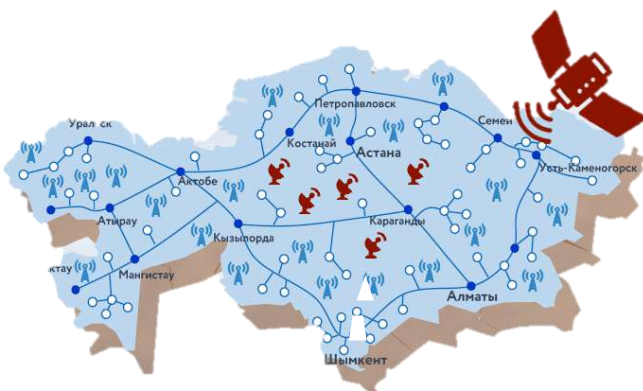 Петропавловск
Семей
Урал ск
Костанай
Астана
Усть-Каменогорск
Актобе
Атырау
Караганды
Кызылорда
ктау
Мангистау
Алматы
Шымкент